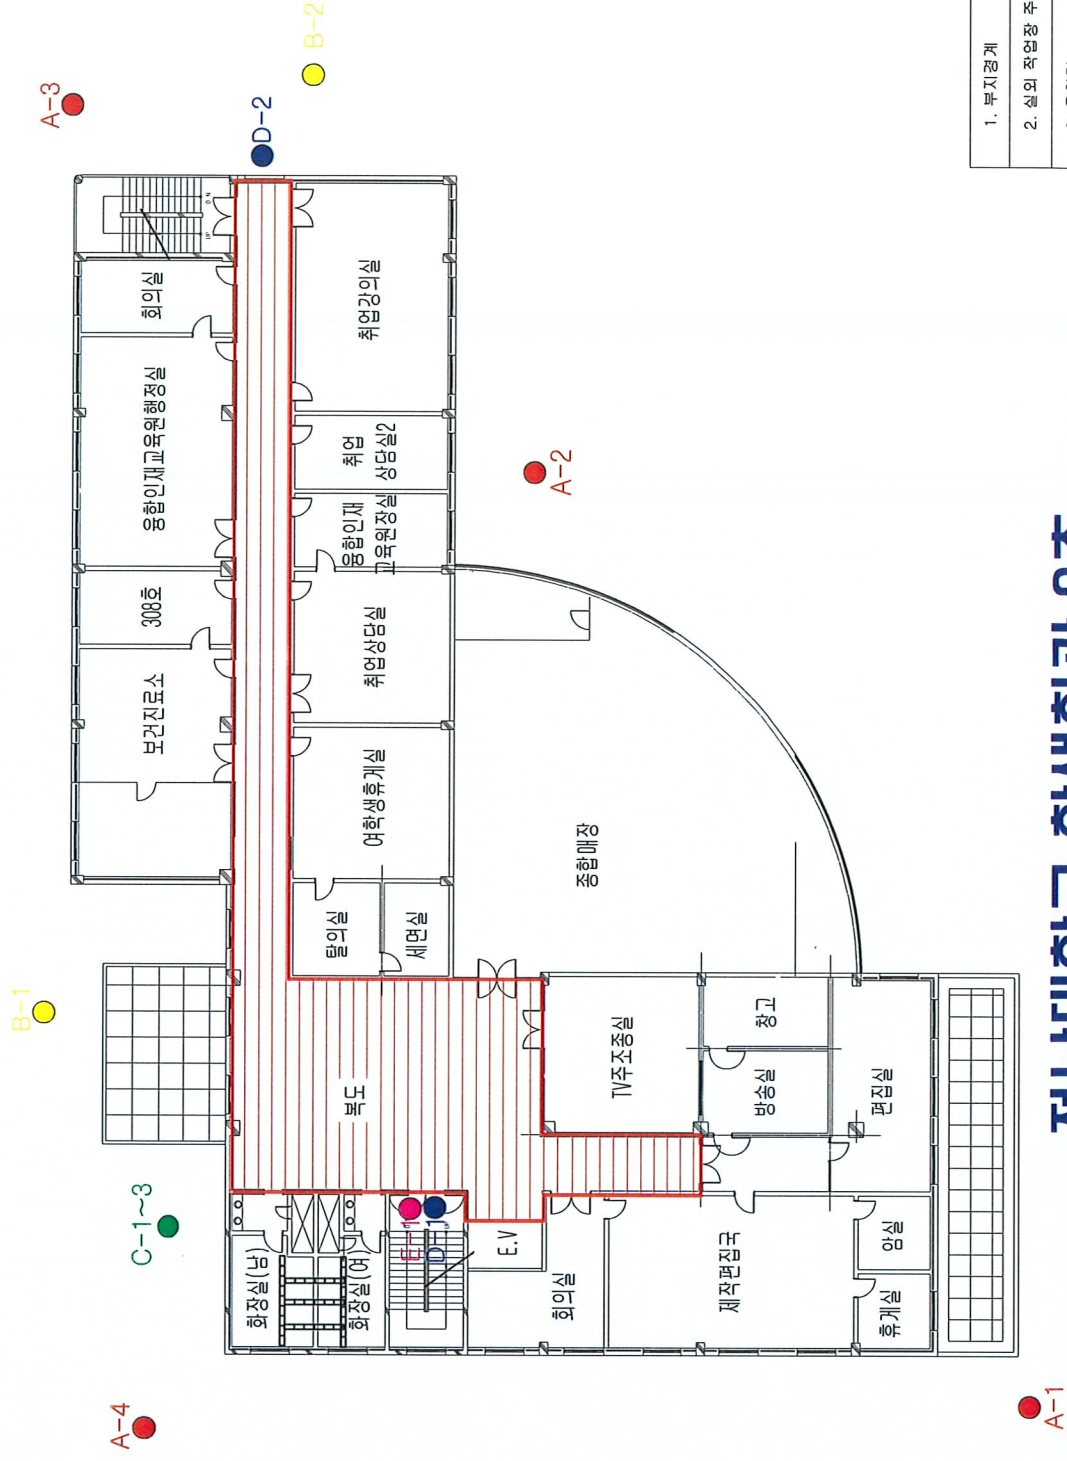 A-3
B-2
D-2
1. 부지경계
2. 실외 작업장 주
회의실
UP
DN
융합인재교육원행정실
308호
보건진료소
취업강의실
취업
상담실2
융합인재
교육원장실
취업상담실
여학생휴게실
탈의실
세면실
A-2
종합매장
B-1
C-1~3
복도
TV주조종실
창고
방송실
편집실
화장실(남)
화장실(여)
E-1
D-1
E.V
회의실
제작편집국
암실
휴게실
A-4
A-1